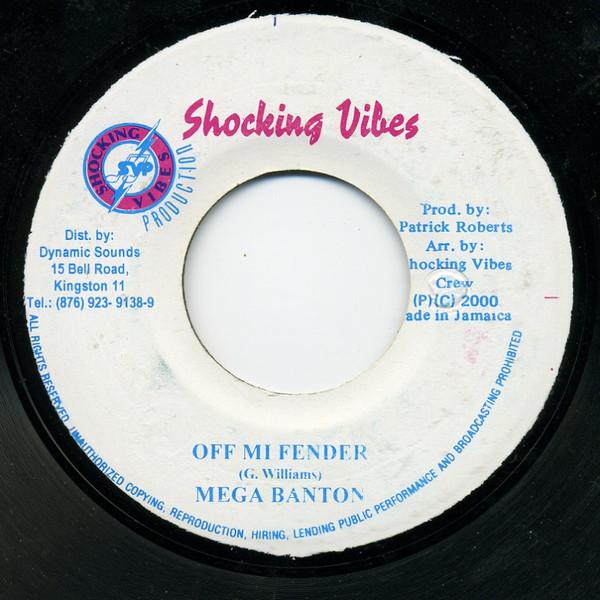 Shocking Vibes
SHOCKING VIBES
SVP
PRODUCTION
Dist. by:
Dynamic Sounds
15 Bell Road,
Kingston 11
Tel.: (876) 923- 9138-9
Prod. by:
Patrick Roberts
Arr. by:
hocking Vibes
Crew
(P)(C) 2000
ade in Jamaica
OFF MI FENDER
(G. Williams)
MEGA BANTON
ALL RIGHTS RESERVED. UNAUTHORIZED COPYING, REPRODUCTION, HIRING, LENDING PUBLIC PERFORMANCE AND BROADCASTING PROHIBITED